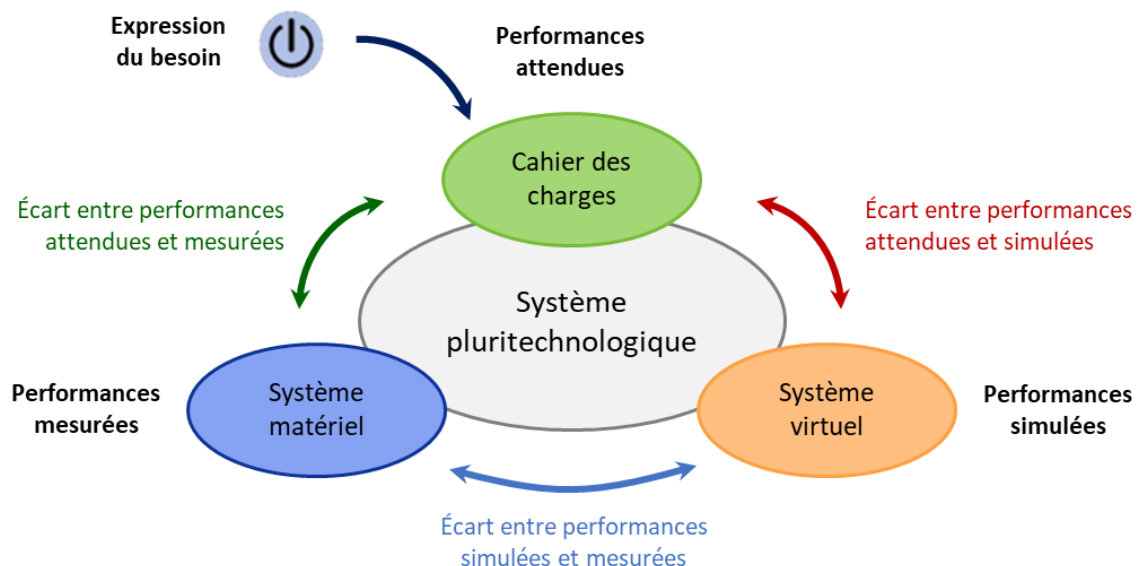 Expression
du besoin
Performances
attendues
Cahier des
charges
Écart entre performances
attendues et mesurées
Écart entre performances
attendues et simulées
Système
pluritechnologique
Performances
mesurées
Système
matériel
Système
virtuel
Performances
simulées
Écart entre performances
simulées et mesurées